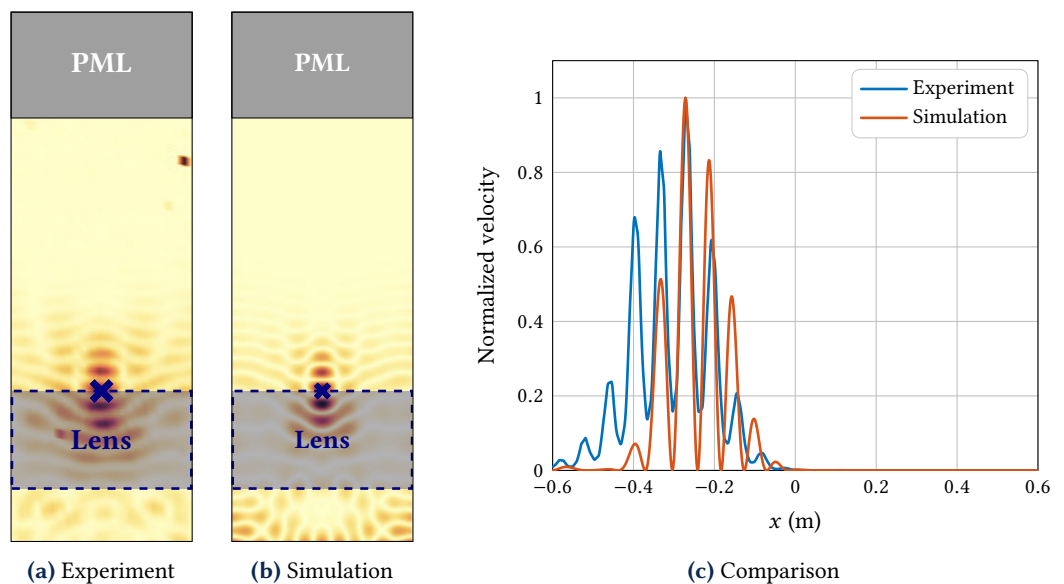 PML
Lens
(a) Experiment
PML
Lens
(b) Simulation
Normalized velocity
1
0.8
0.6
0.4
0.2
0
−0.6
−0.4
−0.2
0
0.2
0.4
0.6
x (m)
Experiment
Simulation
(c) Comparison